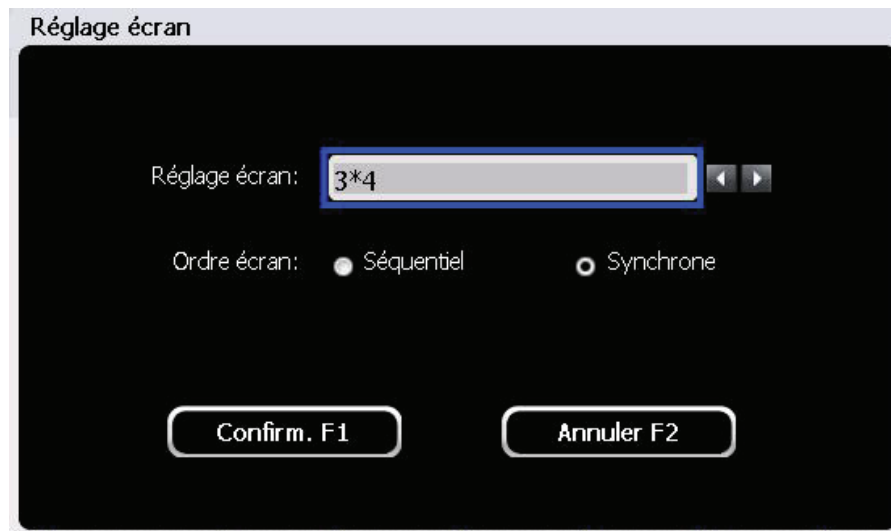 Réglage écran
Réglage écran: 3*4
Ordre écran: Séquentiel Synchrone
Confirm. F1 Annuler F2